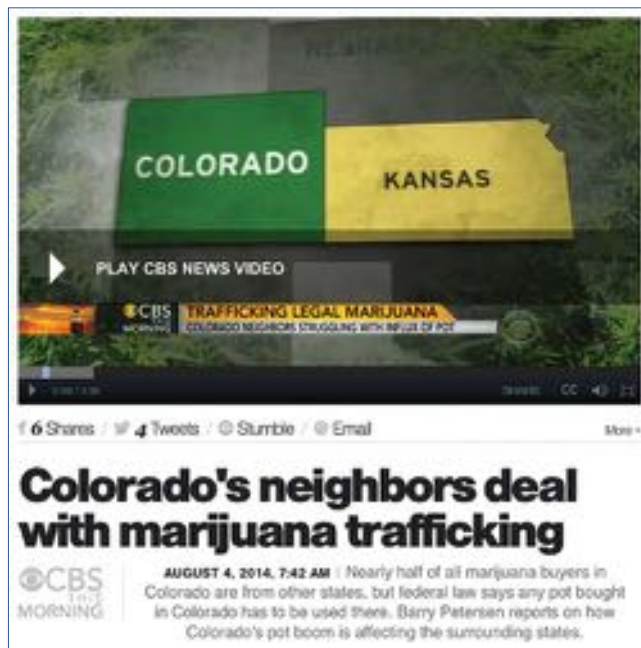 NEBRASKA
COLORADO
KANSAS
PLAY CBS NEWS VIDEO
CBS TRAFFICKING LEGAL MARIJUANA
MORNING COLORADO NEIGHBORS STRUGGLING WITH INFLUX OF POT
CC
6 Shares / 4 Tweets / Stumble / Email More +
Colorado's neighbors deal
with marijuana trafficking
CBS
THIS
MORNING
AUGUST 4, 2014, 7:42 AM | Nearly half of all marijuana buyers in
Colorado are from other states, but federal law says any pot bought
in Colorado has to be used there. Barry Petersen reports on how
Colorado's pot boom is affecting the surrounding states.